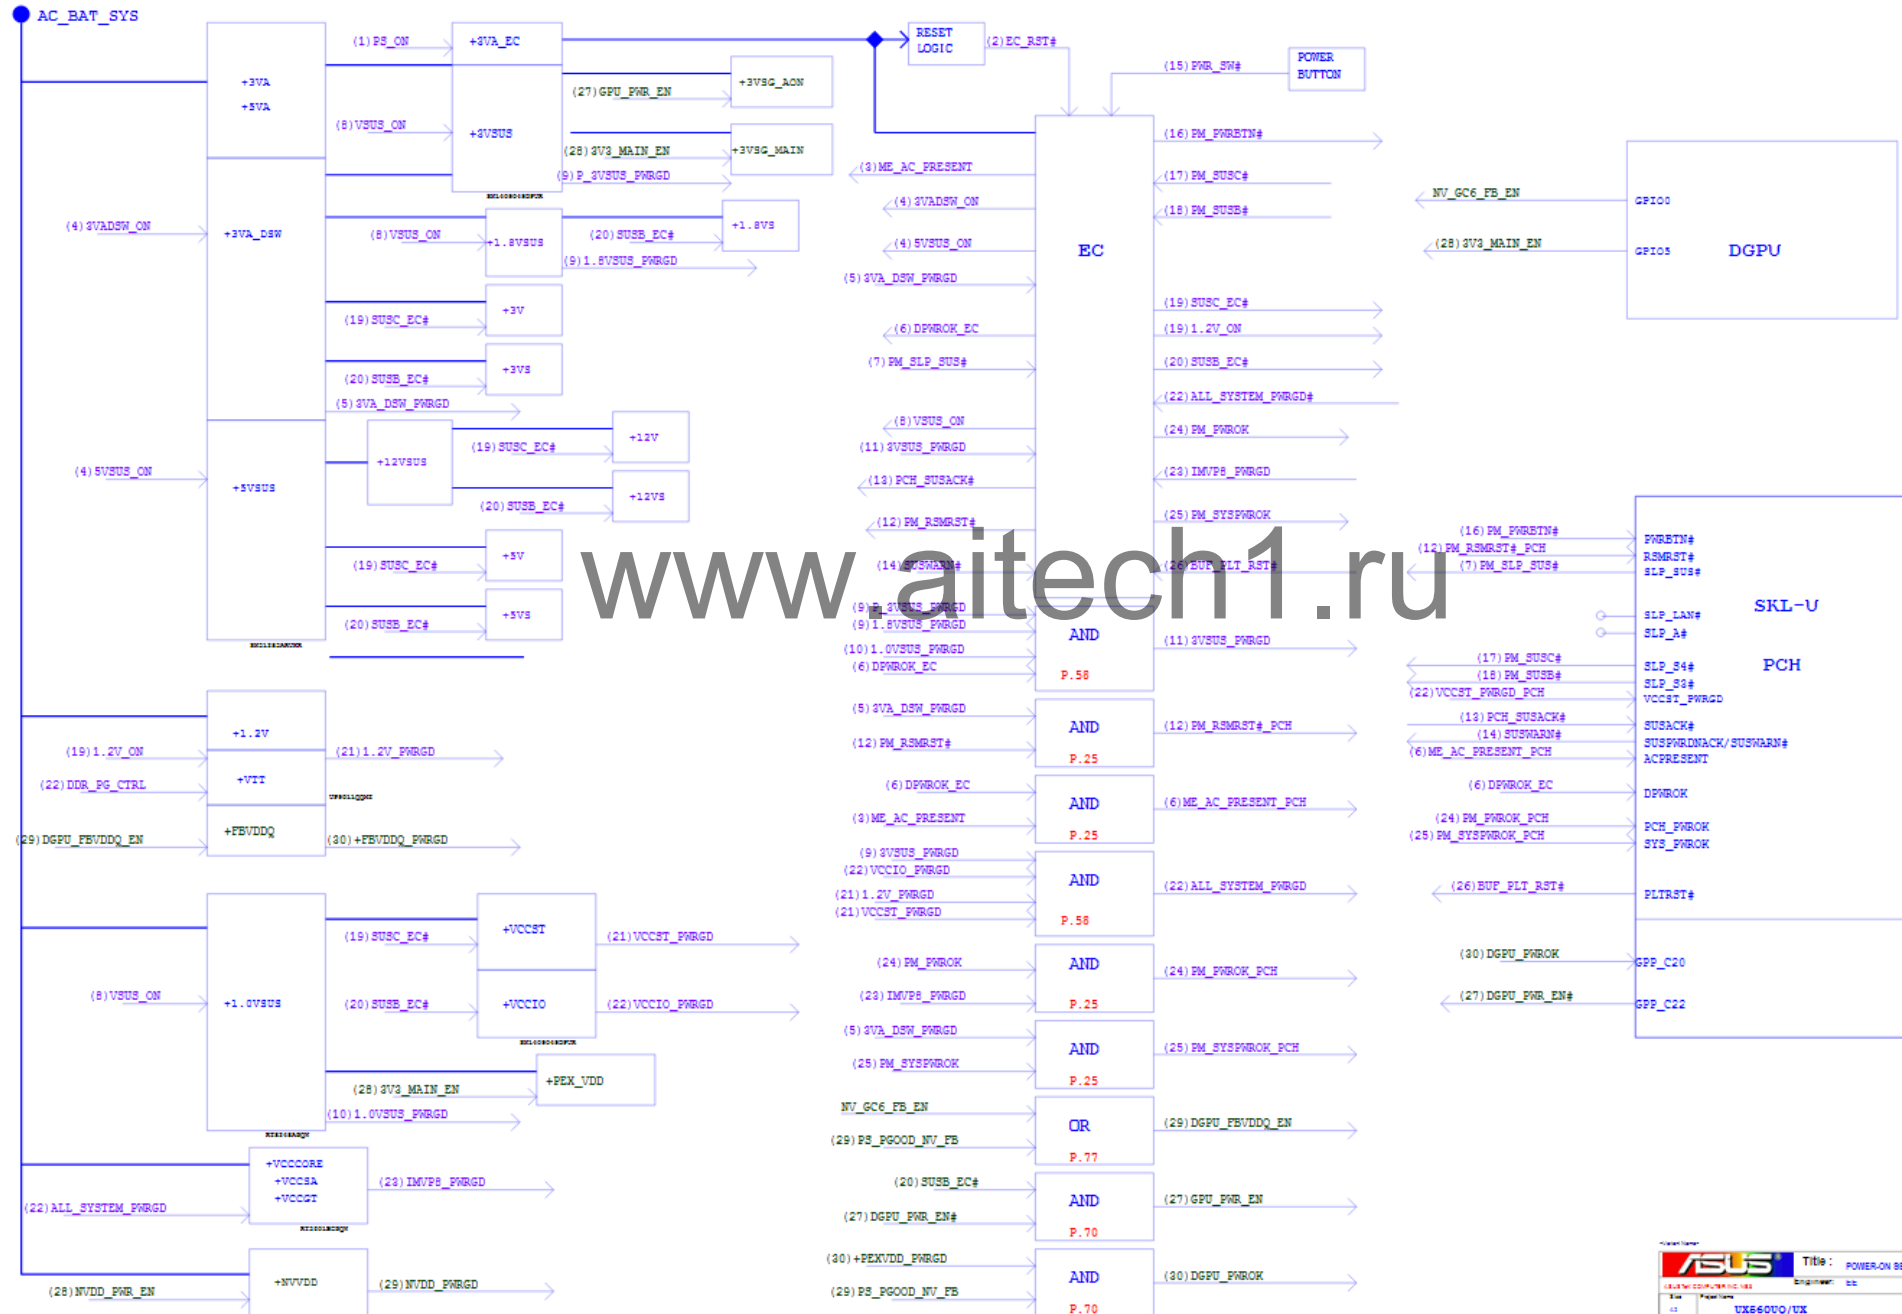 AC_BAT_SYS
+3VA
+5VA
(1)PS_ON
+3VA_EC
(8)VSUS_ON
+3VSUS
(27)GPU_PWR_EN
+3VSG_AON
(28)3V3_MAIN_EN
+3VSG_MAIN
(9)P_3VSUS_PWRGD
(4)3VADSW_ON
+3VA_DSW
(8)VSUS_ON
+1.8VSUS
(20)SUSB_EC#
+1.8VS
(9)1.8VSUS_PWRGD
(19)SUSC_EC#
+3V
(20)SUSB_EC#
+3VS
(5)3VA_DSW_PWRGD
(4)5VSUS_ON
+5VSUS
+12VSUS
(19)SUSC_EC#
+12V
(20)SUSB_EC#
+12VS
(19)SUSC_EC#
+5V
(20)SUSB_EC#
+5VS
+1.2V
(19)1.2V_ON
(21)1.2V_PWRGD
+VTT
(22)DDR_PG_CTRL
+FBVDDQ
(29)DGPU_FBVDDQ_EN
(30)+FBVDDQ_PWRGD
(8)VSUS_ON
+1.0VSUS
(19)SUSC_EC#
+VCCST
(21)VCCST_PWRGD
(20)SUSB_EC#
+VCCIO
(22)VCCIO_PWRGD
(28)3V3_MAIN_EN
+PEX_VDD
(10)1.0VSUS_PWRGD
+VCCCORE
+VCCSA
+VCCGT
(22)ALL_SYSTEM_PWRGD
(23)IMVP8_PWRGD
+NVVDD
(28)NVDD_PWR_EN
(29)NVDD_PWRGD
RESET
LOGIC
(2)EC_RST#
(15)PWR_SW#
POWER
BUTTON
EC
(3)ME_AC_PRESENT
(4)3VADSW_ON
(4)5VSUS_ON
(5)3VA_DSW_PWRGD
(6)DPWROK_EC
(7)PM_SLP_SUS#
(8)VSUS_ON
(11)3VSUS_PWRGD
(13)PCH_SUSACK#
(12)PM_RSMRST#
(14)SUSWARN#
(16)PM_PWRBTN#
(17)PM_SUSC#
(18)PM_SUSB#
(19)SUSC_EC#
(19)1.2V_ON
(20)SUSB_EC#
(22)ALL_SYSTEM_PWRGD#
(24)PM_PWROK
(23)IMVP8_PWRGD
(25)PM_SYSPWROK
(26)BUF_PLT_RST#
www.aitech1.ru
(9)P_3VSUS_PWRGD
(9)1.8VSUS_PWRGD
(10)1.0VSUS_PWRGD
(6)DPWROK_EC
AND
P.58
(11)3VSUS_PWRGD
(5)3VA_DSW_PWRGD
(12)PM_RSMRST#
AND
P.25
(12)PM_RSMRST#_PCH
(6)DPWROK_EC
(3)ME_AC_PRESENT
AND
P.25
(6)ME_AC_PRESENT_PCH
(9)3VSUS_PWRGD
(22)VCCIO_PWRGD
(21)1.2V_PWRGD
(21)VCCST_PWRGD
AND
P.58
(22)ALL_SYSTEM_PWRGD
(24)PM_PWROK
(23)IMVP8_PWRGD
AND
P.25
(24)PM_PWROK_PCH
(5)3VA_DSW_PWRGD
(25)PM_SYSPWROK
AND
P.25
(25)PM_SYSPWROK_PCH
NV_GC6_FB_EN
(29)PS_PGOOD_NV_FB
OR
P.77
(29)DGPU_FBVDDQ_EN
(20)SUSB_EC#
(27)DGPU_PWR_EN#
AND
P.70
(27)GPU_PWR_EN
(30)+PEXVDD_PWRGD
(29)PS_PGOOD_NV_FB
AND
P.70
(30)DGPU_PWROK
NV_GC6_FB_EN
GPIO0
(28)3V3_MAIN_EN
GPIO5
DGPU
SKL-U
PCH
(16)PM_PWRBTN#
PWRBTN#
(12)PM_RSMRST#_PCH
RSMRST#
(7)PM_SLP_SUS#
SLP_SUS#
SLP_LAN#
SLP_A#
(17)PM_SUSC#
SLP_S4#
(18)PM_SUSB#
SLP_S3#
(22)VCCST_PWRGD_PCH
VCCST_PWRGD
(13)PCH_SUSACK#
SUSACK#
(14)SUSWARN#
SUSPWRDNACK/SUSWARN#
(6)ME_AC_PRESENT_PCH
ACPRESENT
(6)DPWROK_EC
DPWROK
(24)PM_PWROK_PCH
PCH_PWROK
(25)PM_SYSPWROK_PCH
SYS_PWROK
(26)BUF_PLT_RST#
PLTRST#
(30)DGPU_PWROK
GPP_C20
(27)DGPU_PWR_EN#
GPP_C22
ASUS
Title : POWER-ON SE
Engineer: EE
UX560UQ/UX